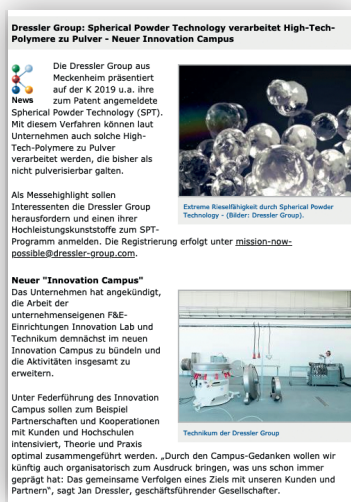 Dressler Group: Spherical Powder Technology verarbeitet High-Tech-
Polymere zu Pulver - Neuer Innovation Campus
News
Die Dressler Group aus
Meckenheim präsentiert
auf der K 2019 u.a. ihre
zum Patent angemeldete
Spherical Powder Technology (SPT).
Mit diesem Verfahren können laut
Unternehmen auch solche High-
Tech-Polymere zu Pulver
verarbeitet werden, die bisher als
nicht pulverisierbar galten.
Extreme Rieselfähigkeit durch Spherical Powder
Technology - (Bilder: Dressler Group).
Als Messehighlight sollen
Interessenten die Dressler Group
herausfordern und einen ihrer
Hochleistungskunststoffe zum SPT-
Programm anmelden. Die Registrierung erfolgt unter mission-now-
possible@dressler-group.com.
Neuer "Innovation Campus"
Das Unternehmen hat angekündigt,
die Arbeit der
unternehmenseigenen F&E-
Einrichtungen Innovation Lab und
Technikum demnächst im neuen
Innovation Campus zu bündeln und
die Aktivitäten insgesamt zu
erweitern.
Technikum der Dressler Group
Unter Federführung des Innovation
Campus sollen zum Beispiel
Partnerschaften und Kooperationen
mit Kunden und Hochschulen
intensiviert, Theorie und Praxis
optimal zusammengeführt werden. „Durch den Campus-Gedanken wollen wir
künftig auch organisatorisch zum Ausdruck bringen, was uns schon immer
geprägt hat: Das gemeinsame Verfolgen eines Ziels mit unseren Kunden und
Partnern“, sagt Jan Dressler, geschäftsführender Gesellschafter.